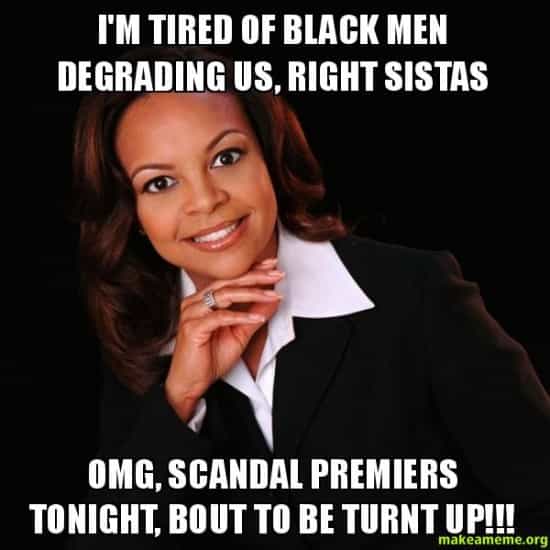 I'M TIRED OF BLACK MEN
DEGRADING US, RIGHT SISTAS
OMG, SCANDAL PREMIERS
TONIGHT, BOUT TO BE TURNT UP!!!
makeameme.org